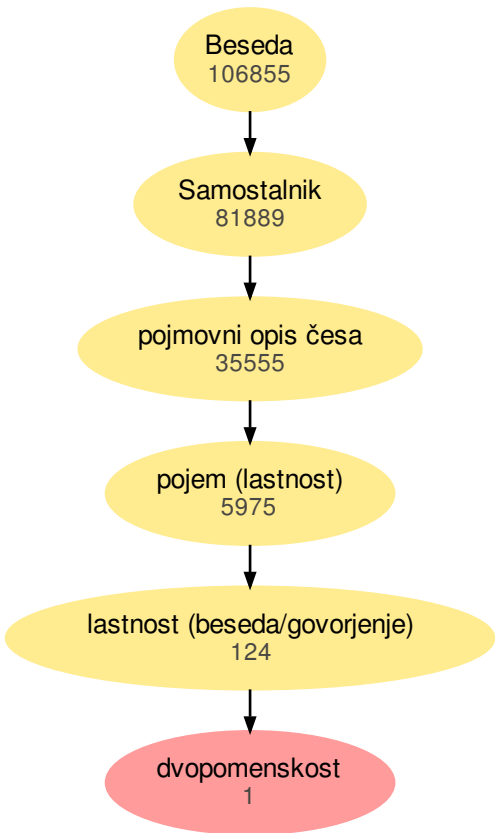 Beseda
106855
Samostalnik
81889
pojmovni opis česa
35555
pojem (lastnost)
5975
lastnost (beseda/govorjenje)
124
dvopomenskost
1